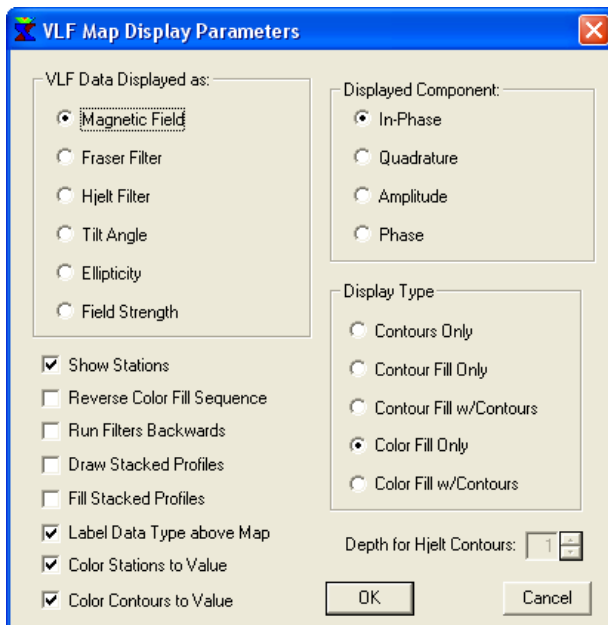 VLF Map Display Parameters
VLF Data Displayed as:
Magnetic Field
Fraser Filter
Hjelt Filter
Tilt Angle
Ellipticity
Field Strength
Show Stations
Reverse Color Fill Sequence
Run Filters Backwards
Draw Stacked Profiles
Fill Stacked Profiles
Label Data Type above Map
Color Stations to Value
Color Contours to Value
Displayed Component:
In-Phase
Quadrature
Amplitude
Phase
Display Type
Contours Only
Contour Fill Only
Contour Fill w/Contours
Color Fill Only
Color Fill w/Contours
Depth for Hjelt Contours: 1
OK Cancel